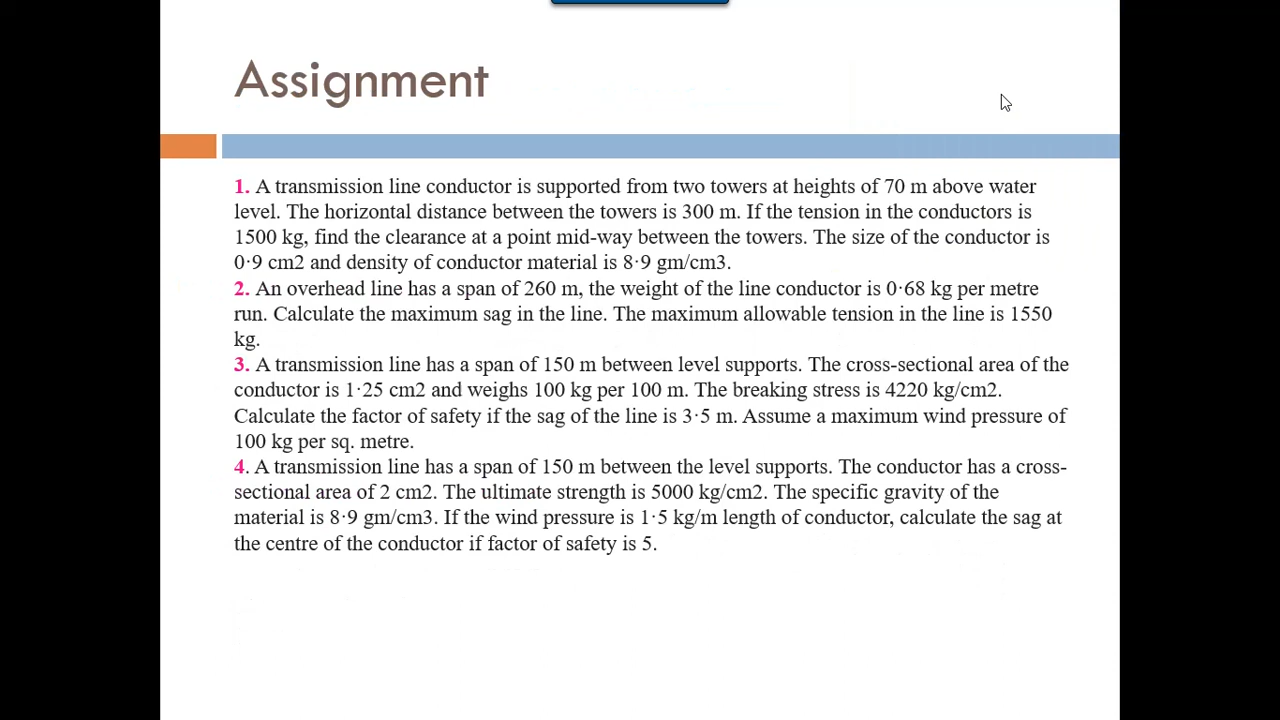 Assignment
1. A transmission line conductor is supported from two towers at heights of 70 m above water
level. The horizontal distance between the towers is 300 m. If the tension in the conductors is
1500 kg, find the clearance at a point mid-way between the towers. The size of the conductor is
0·9 cm2 and density of conductor material is 8·9 gm/cm3.
2. An overhead line has a span of 260 m, the weight of the line conductor is 0·68 kg per metre
run. Calculate the maximum sag in the line. The maximum allowable tension in the line is 1550
kg.
3. A transmission line has a span of 150 m between level supports. The cross-sectional area of the
conductor is 1·25 cm2 and weighs 100 kg per 100 m. The breaking stress is 4220 kg/cm2.
Calculate the factor of safety if the sag of the line is 3·5 m. Assume a maximum wind pressure of
100 kg per sq. metre.
4. A transmission line has a span of 150 m between the level supports. The conductor has a cross-
sectional area of 2 cm2. The ultimate strength is 5000 kg/cm2. The specific gravity of the
material is 8·9 gm/cm3. If the wind pressure is 1·5 kg/m length of conductor, calculate the sag at
the centre of the conductor if factor of safety is 5.